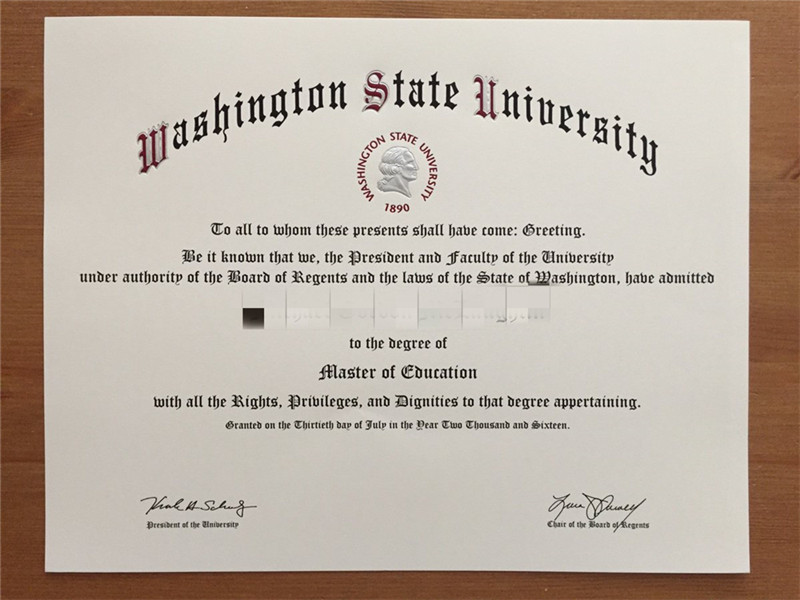 Washington State University
WASHINGTON STATE UNIVERSITY
1890
To all to whom these presents shall have come: Greeting.
Be it known that we, the President and Faculty of the University
under authority of the Board of Regents and the laws of the State of Washington, have admitted
to the degree of
Master of Education
with all the Rights, Privileges, and Dignities to that degree appertaining.
Granted on the Thirtieth day of July in the Year Two Thousand and Sixteen.
President of the University
Chair of the Board of Regents